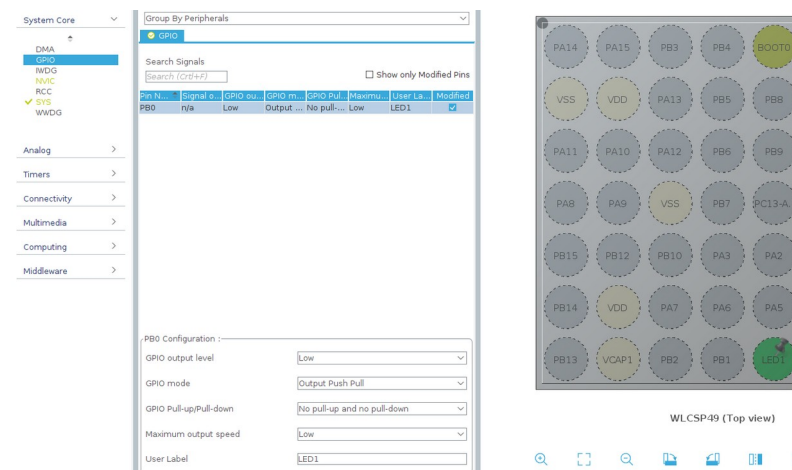 System Core
DMA
GPIO
IWDG
NVIC
RCC
SYS
WWDG
Analog
Timers
Connectivity
Multimedia
Computing
Middleware
Group By Peripherals
GPIO
Search Signals
Search (Crtl+F)
Show only Modified Pins
Pin N... Signal o... GPIO ou... GPIO m... GPIO Pul... Maximu... User La... Modified
PB0 n/a Low Output ... No pull-... Low LED1
PB0 Configuration :
GPIO output level Low
GPIO mode Output Push Pull
GPIO Pull-up/Pull-down No pull-up and no pull-down
Maximum output speed Low
User Label LED1
PA14 PA15 PB3 PB4 BOOT0
VSS VDD PA13 PB5 PB8
PA11 PA10 PA12 PB6 PB9
PA8 PA9 VSS PB7 PC13-A.
PB15 PB12 PB10 PA3 PA2
PB14 VDD PA7 PA6 PA5
PB13 VCAP1 PB2 PB1 LED1
WLCSP49 (Top view)